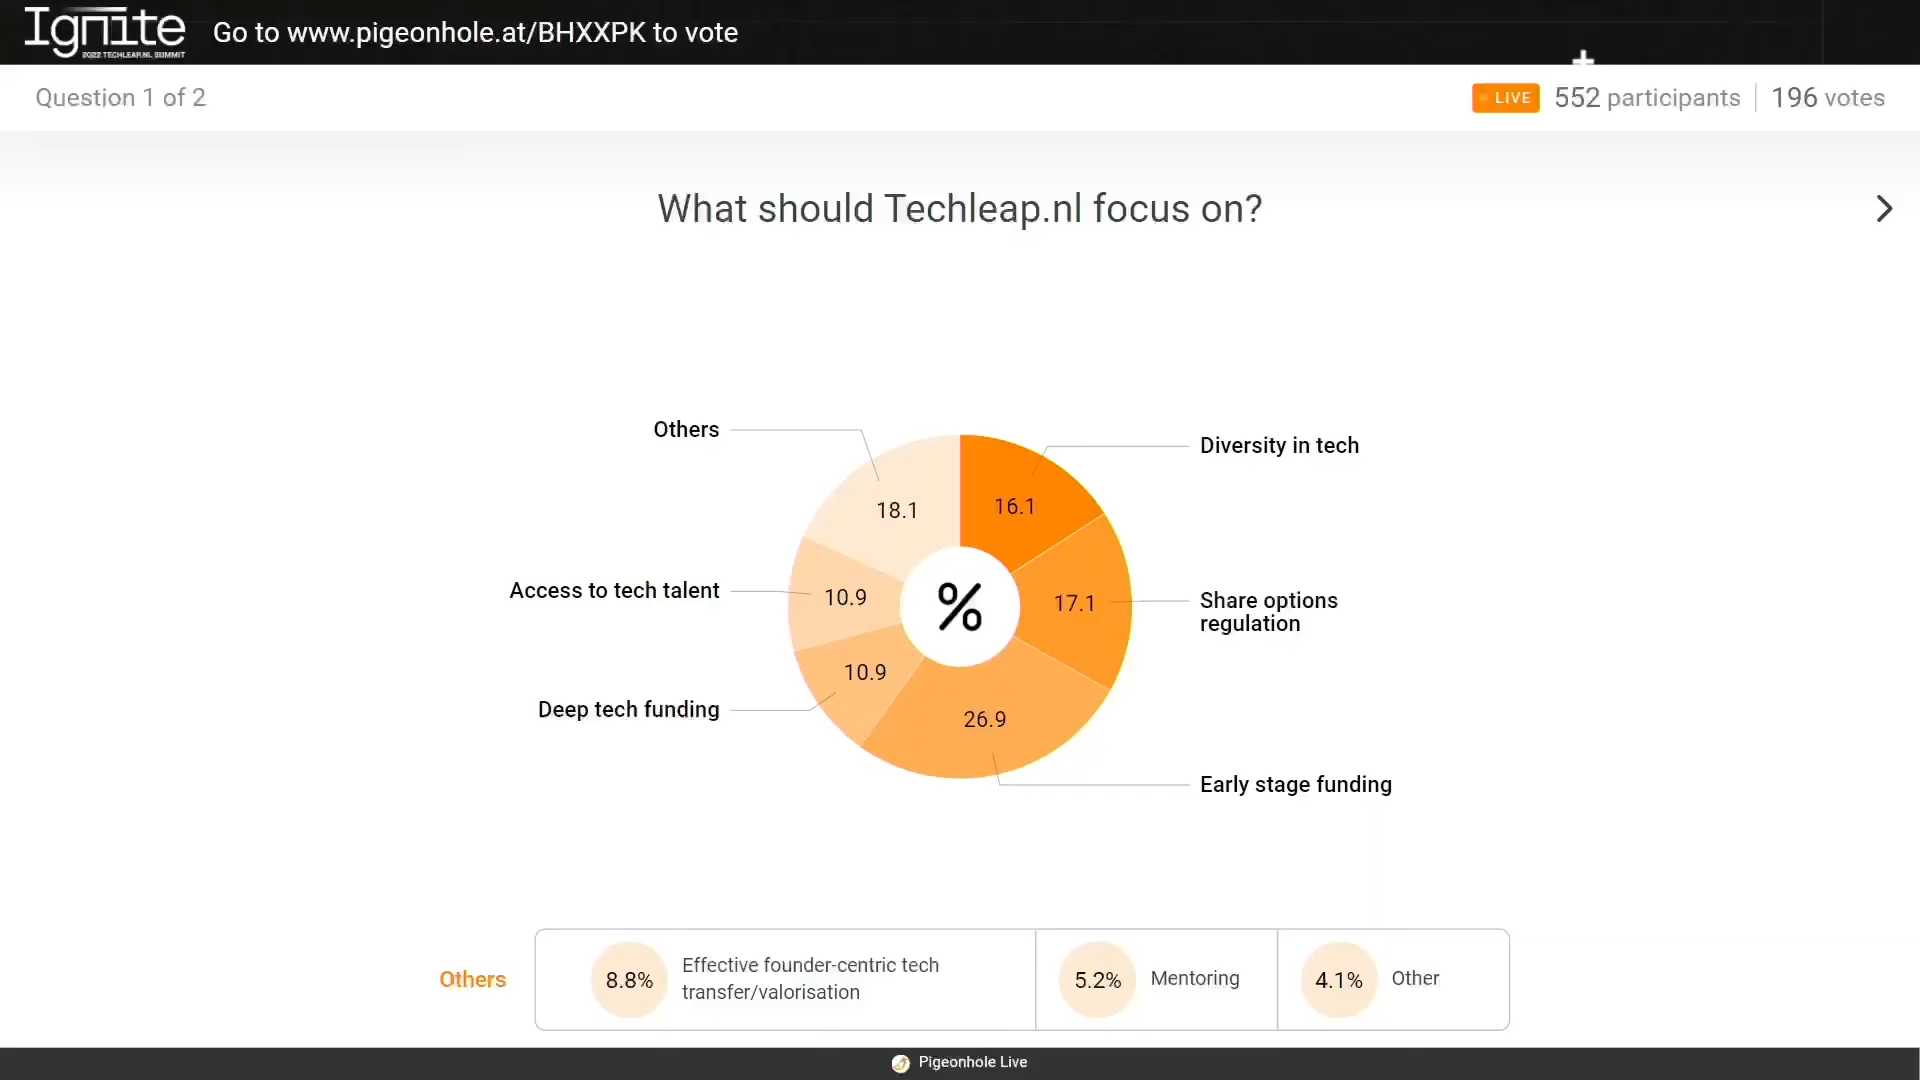 Ignite
2022 TECHLEAP.NL SUMMIT
Go to www.pigeonhole.at/BHXXPK to vote
Question 1 of 2
LIVE
552 participants
196 votes
What should Techleap.nl focus on?
Others
Diversity in tech
18.1
16.1
Access to tech talent
10.9
%
17.1
Share options
regulation
10.9
Deep tech funding
26.9
Early stage funding
Others
8.8%
Effective founder-centric tech
transfer/valorisation
5.2%
Mentoring
4.1%
Other
Pigeonhole Live